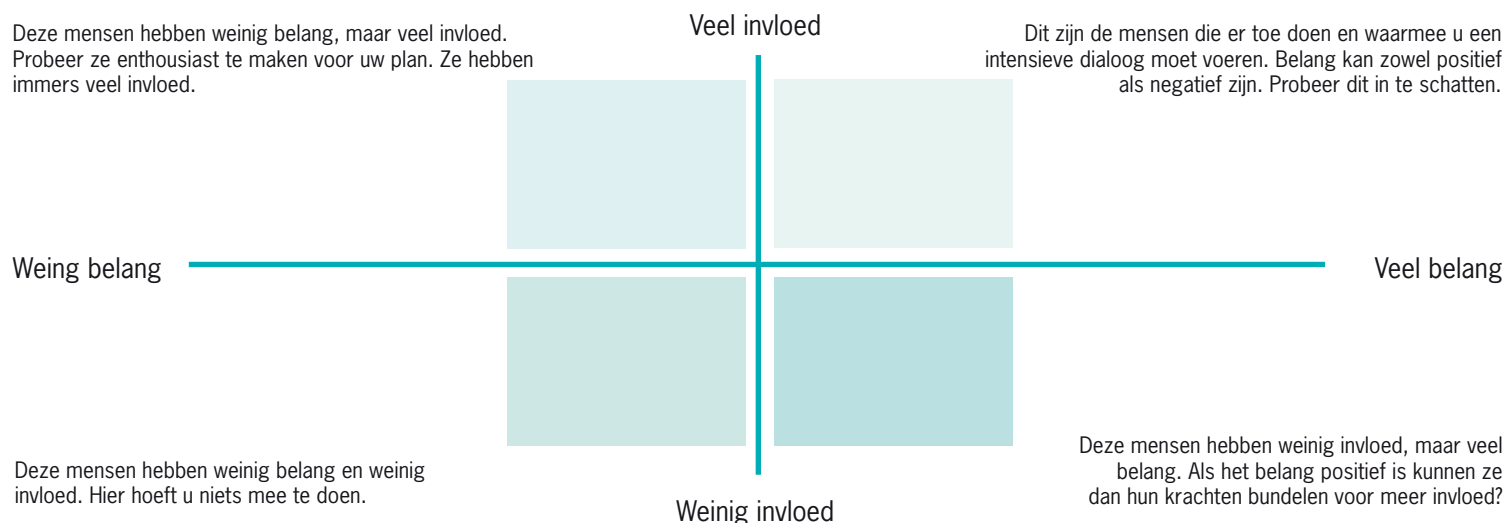 Deze mensen hebben weinig belang, maar veel invloed.
Probeer ze enthousiast te maken voor uw plan. Ze hebben
immers veel invloed.
Veel invloed
Dit zijn de mensen die er toe doen en waarmee u een
intensieve dialoog moet voeren. Belang kan zowel positief
als negatief zijn. Probeer dit in te schatten.
Weing belang
Veel belang
Deze mensen hebben weinig belang en weinig
invloed. Hier hoeft u niets mee te doen.
Weinig invloed
Deze mensen hebben weinig invloed, maar veel
belang. Als het belang positief is kunnen ze
dan hun krachten bundelen voor meer invloed?